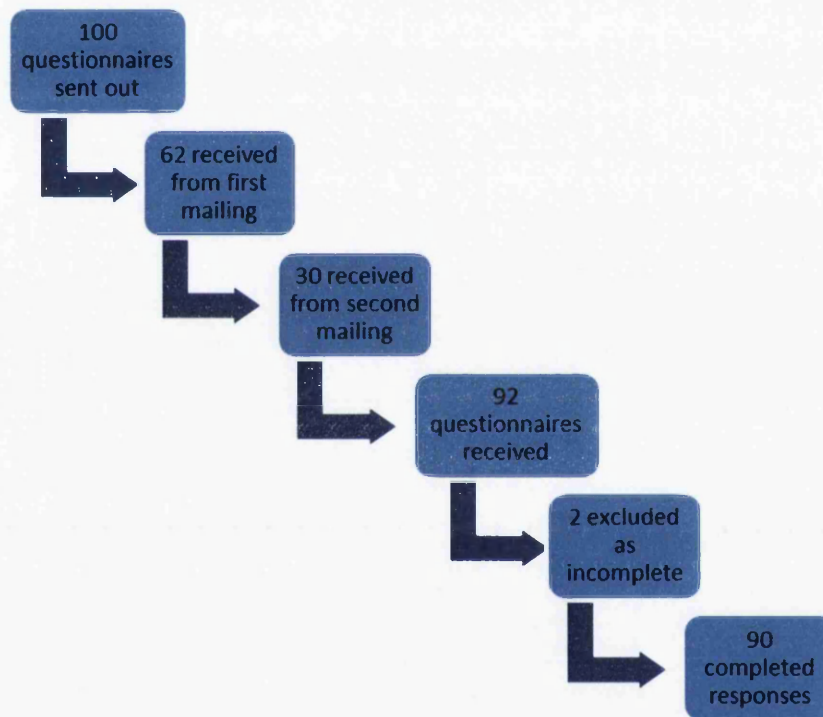 100
questionnaires
sent out
62 received
from first
mailing
30 received
from second
mailing
92
questionnaires
received
2 excluded
as
incomplete
90
completed
responses